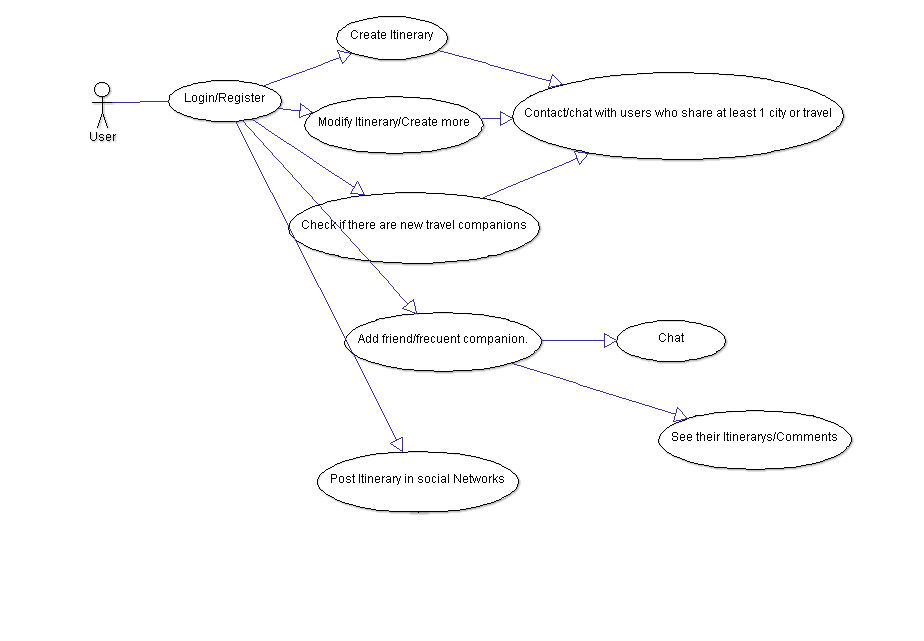 Create Itinerary
Login/Register
User
Modify Itinerary/Create more
Contact/chat with users who share at least 1 city or travel
Check if there are new travel companions
Add friend/frecuent companion.
Chat
See their Itinerarys/Comments
Post Itinerary in social Networks